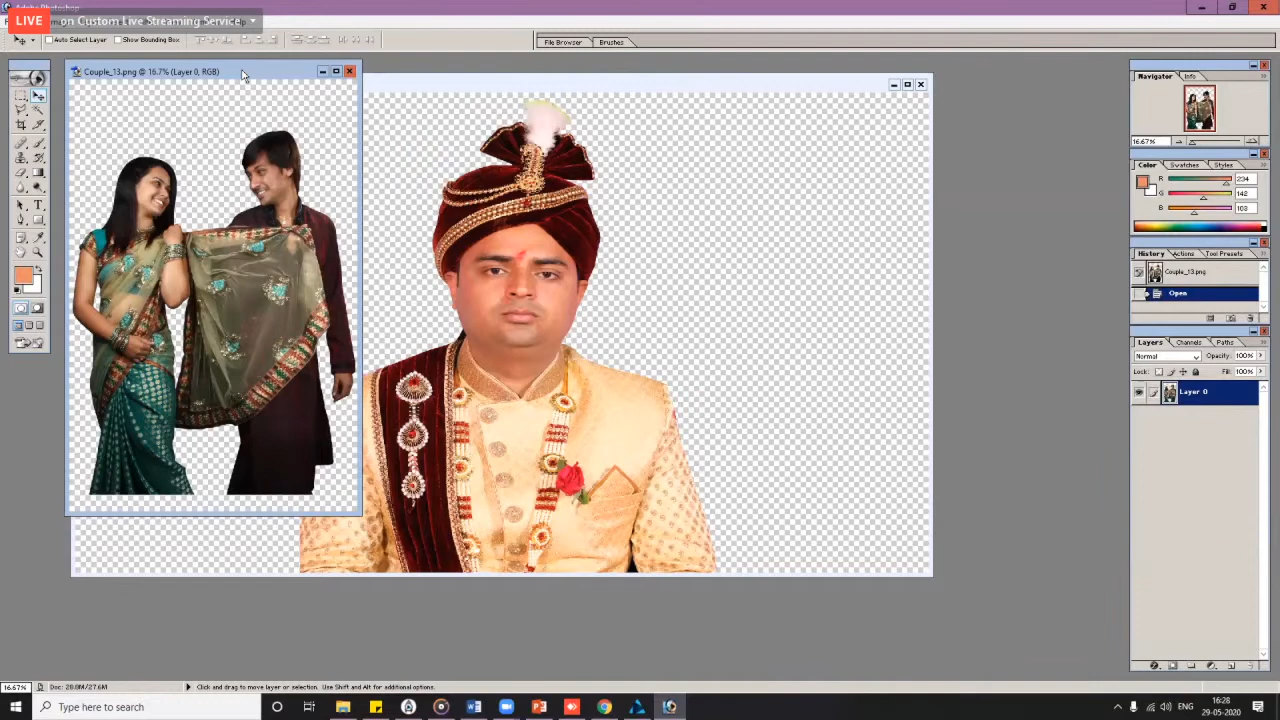 Adobe Photoshop
LIVE on Custom Live Streaming Service
Auto Select Layer Show Bounding Box
File Browser Brushes
Couple_13.png @ 16.7% (Layer 0, RGB)
Navigator Info
16.67%
Color Swatches Styles
R 234
G 142
B 103
History Actions Tool Presets
Couple_13.png
Open
Layers Channels Paths
Normal Opacity: 100%
Lock: Fill: 100%
Layer 0
16.67% Doc: 28.0M/27.6M Click and drag to move layer or selection. Use Shift and Alt for additional options.
Type here to search
ENG
16:28
29-05-2020